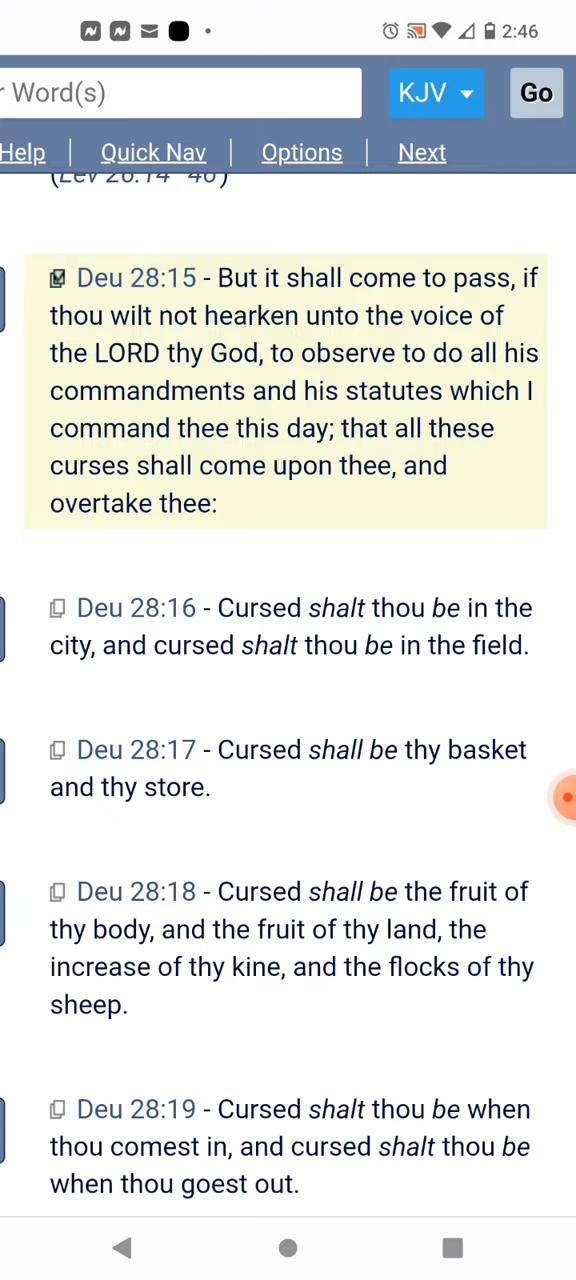 2:46
r Word(s)
KJV
Go
Help
Quick Nav
Options
Next
Deu 28:15 - But it shall come to pass, if
thou wilt not hearken unto the voice of
the LORD thy God, to observe to do all his
commandments and his statutes which I
command thee this day; that all these
curses shall come upon thee, and
overtake thee:
Deu 28:16 - Cursed shalt thou be in the
city, and cursed shalt thou be in the field.
Deu 28:17 - Cursed shall be thy basket
and thy store.
Deu 28:18 - Cursed shall be the fruit of
thy body, and the fruit of thy land, the
increase of thy kine, and the flocks of thy
sheep.
Deu 28:19 - Cursed shalt thou be when
thou comest in, and cursed shalt thou be
when thou goest out.